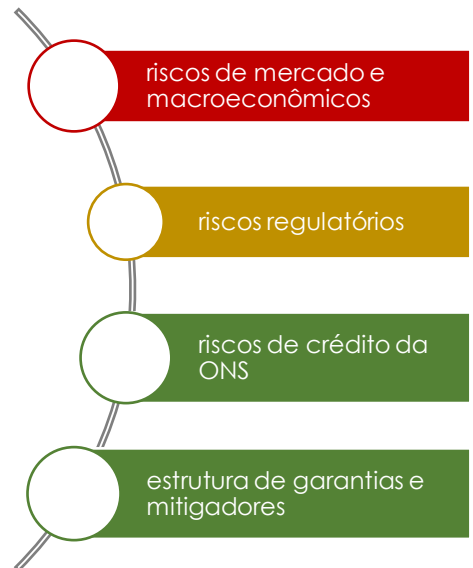 riscos de mercado e
macroeconômicos
riscos regulatórios
riscos de crédito da
ONS
estrutura de garantias e
mitigadores